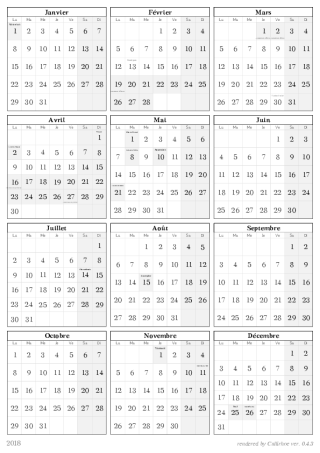 Janvier
Lu Ma Me Je Ve Sa Di
1 2 3 4 5 6 7
8 9 10 11 12 13 14
15 16 17 18 19 20 21
22 23 24 25 26 27 28
29 30 31
Février
Lu Ma Me Je Ve Sa Di
1 2 3 4
5 6 7 8 9 10 11
12 13 14 15 16 17 18
19 20 21 22 23 24 25
26 27 28
Mars
Lu Ma Me Je Ve Sa Di
1 2 3 4
5 6 7 8 9 10 11
12 13 14 15 16 17 18
19 20 21 22 23 24 25
26 27 28 29 30 31
Avril
Lu Ma Me Je Ve Sa Di
1
2 3 4 5 6 7 8
9 10 11 12 13 14 15
16 17 18 19 20 21 22
23 24 25 26 27 28 29
30
Mai
Lu Ma Me Je Ve Sa Di
1 2 3 4 5 6
7 8 9 10 11 12 13
14 15 16 17 18 19 20
21 22 23 24 25 26 27
28 29 30 31
Juin
Lu Ma Me Je Ve Sa Di
1 2 3
4 5 6 7 8 9 10
11 12 13 14 15 16 17
18 19 20 21 22 23 24
25 26 27 28 29 30
Juillet
Lu Ma Me Je Ve Sa Di
1
2 3 4 5 6 7 8
9 10 11 12 13 14 15
16 17 18 19 20 21 22
23 24 25 26 27 28 29
30 31
Août
Lu Ma Me Je Ve Sa Di
1 2 3 4 5
6 7 8 9 10 11 12
13 14 15 16 17 18 19
20 21 22 23 24 25 26
27 28 29 30 31
Septembre
Lu Ma Me Je Ve Sa Di
1 2
3 4 5 6 7 8 9
10 11 12 13 14 15 16
17 18 19 20 21 22 23
24 25 26 27 28 29 30
Octobre
Lu Ma Me Je Ve Sa Di
1 2 3 4 5 6 7
8 9 10 11 12 13 14
15 16 17 18 19 20 21
22 23 24 25 26 27 28
29 30 31
Novembre
Lu Ma Me Je Ve Sa Di
1 2 3 4
5 6 7 8 9 10 11
12 13 14 15 16 17 18
19 20 21 22 23 24 25
26 27 28 29 30
Décembre
Lu Ma Me Je Ve Sa Di
1 2
3 4 5 6 7 8 9
10 11 12 13 14 15 16
17 18 19 20 21 22 23
24 25 26 27 28 29 30
31
2018
rendered by Callirhoe ver. 0.4.3